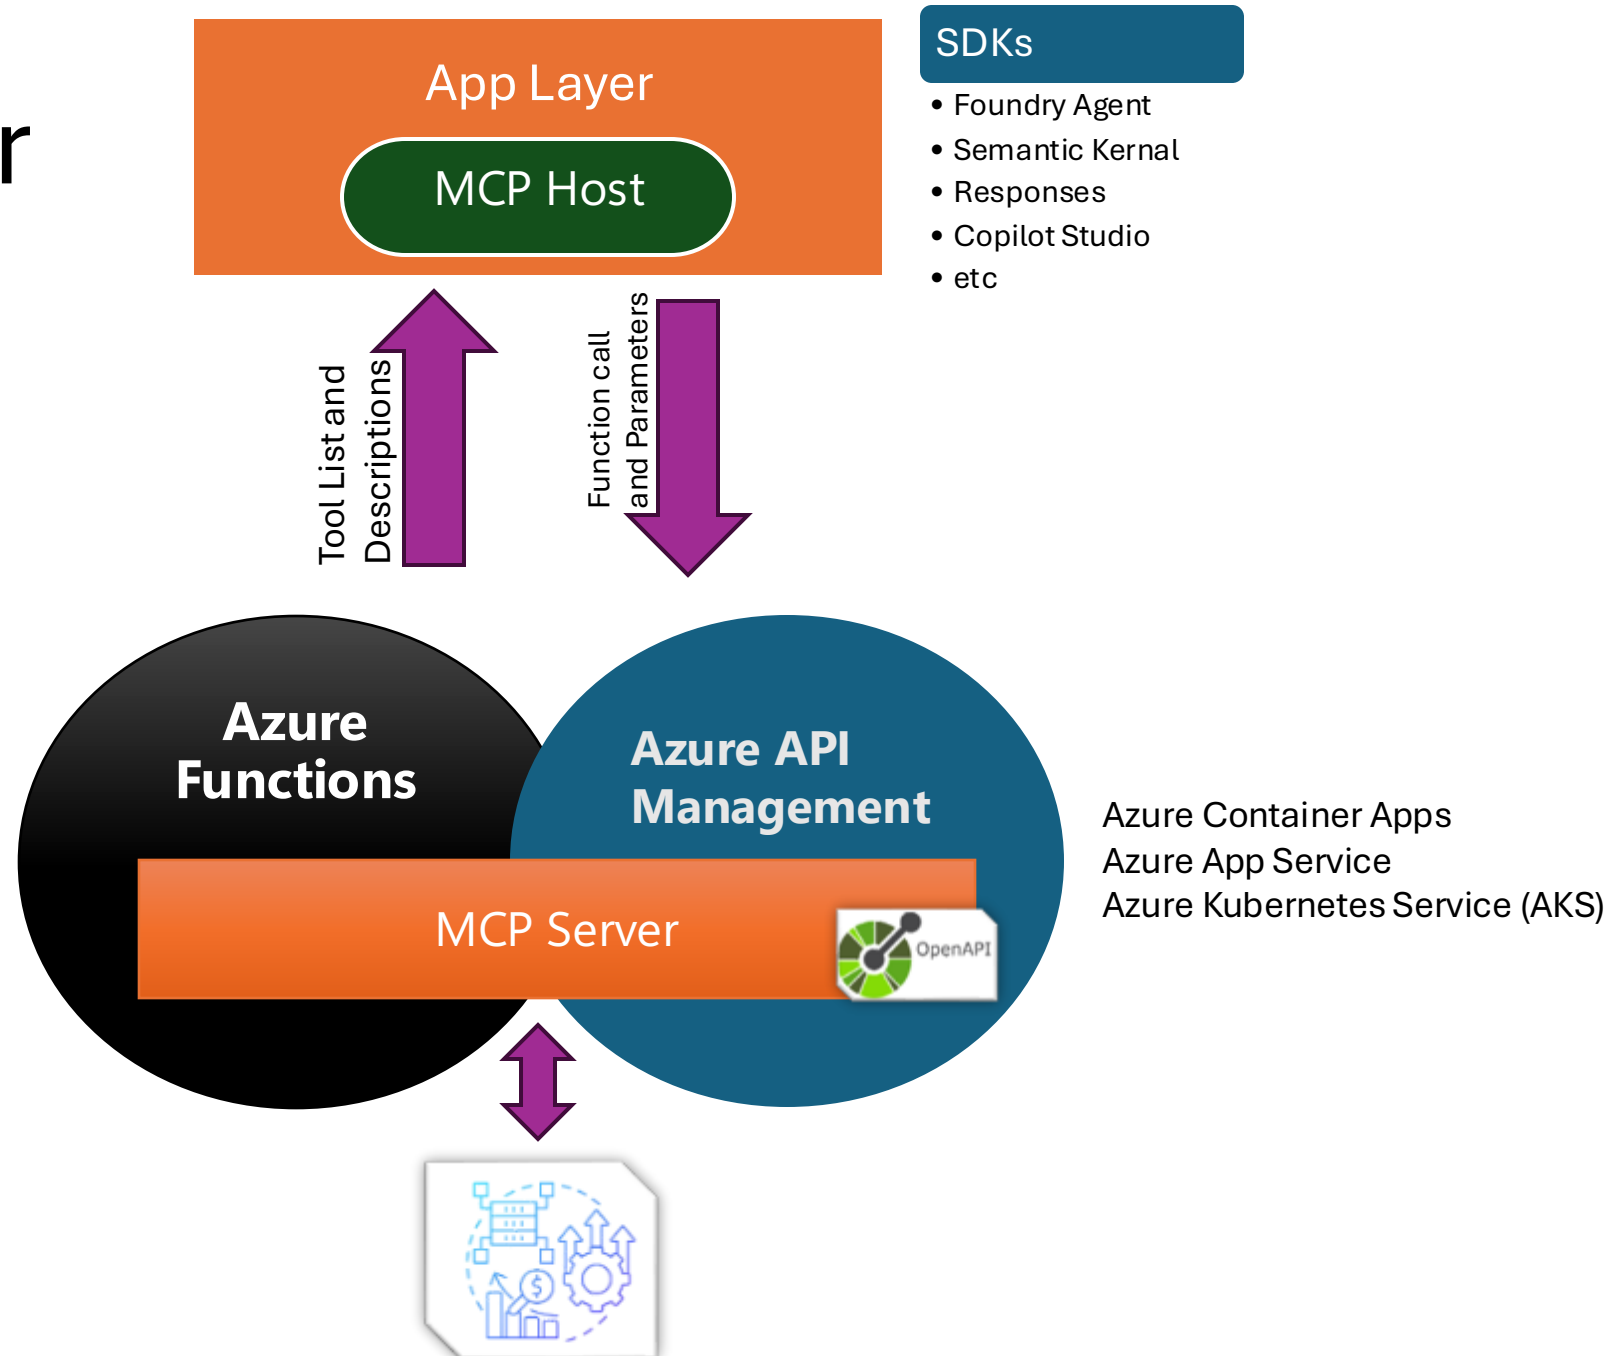 r
App Layer
MCP Host
SDKs
• Foundry Agent
• Semantic Kernal
• Responses
• Copilot Studio
• etc
Tool List and
Descriptions
Function call
and Parameters
Azure
Functions
Azure API
Management
MCP Server
OpenAPI
Azure Container Apps
Azure App Service
Azure Kubernetes Service (AKS)
$